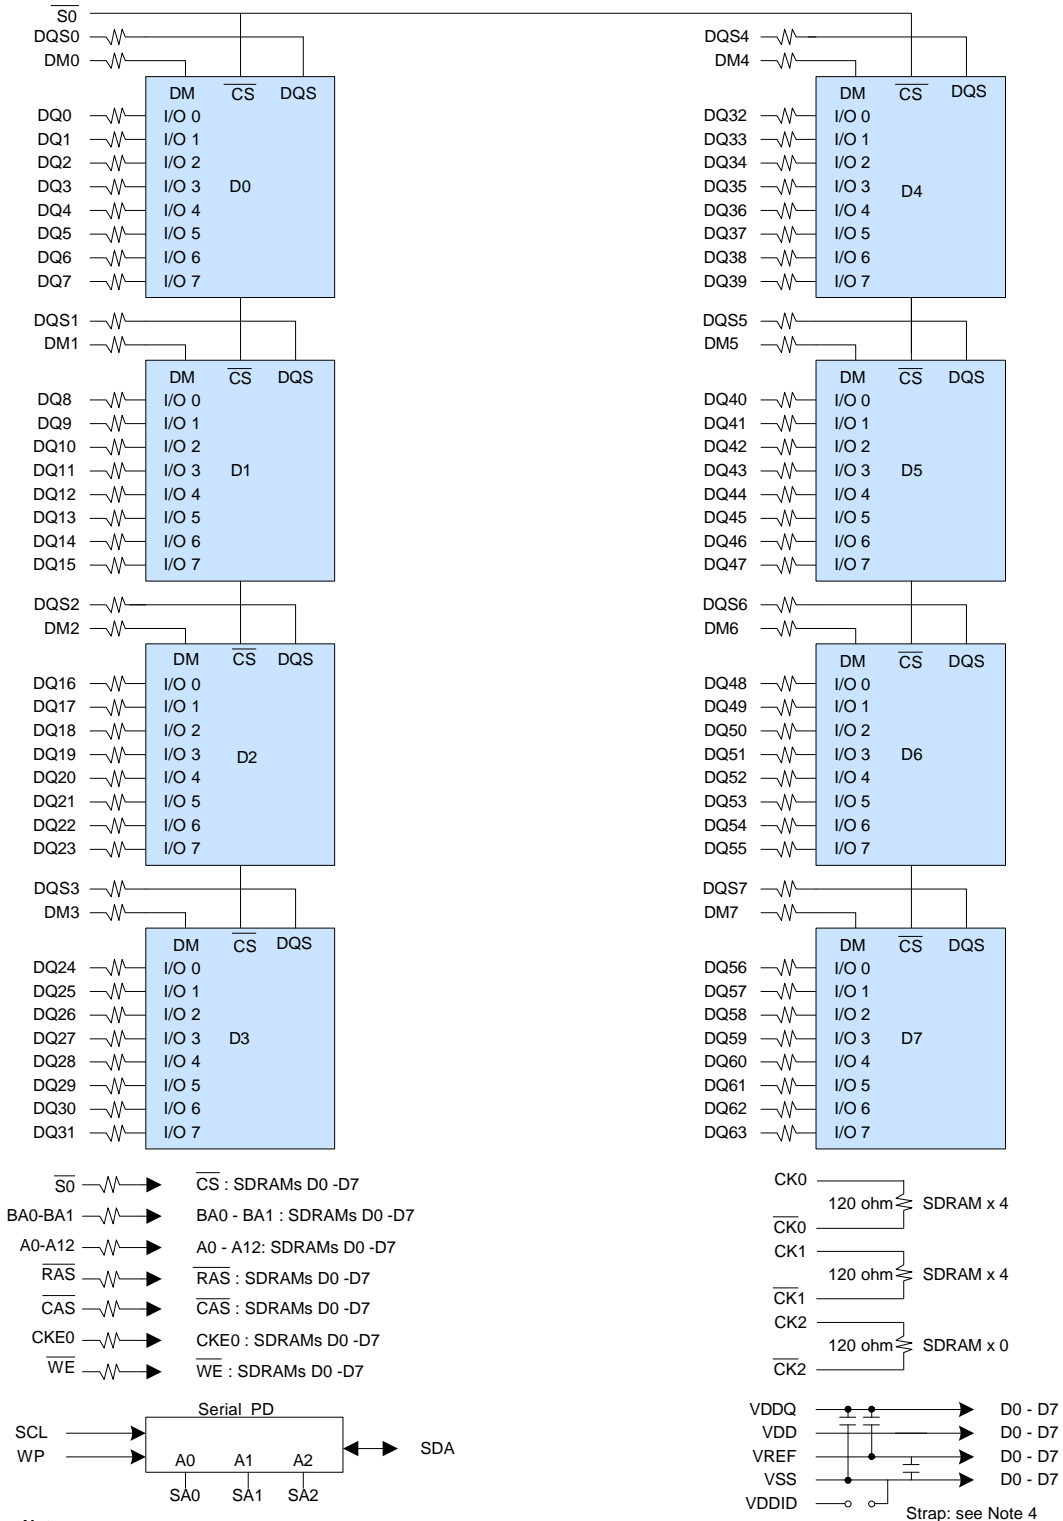 S0
DQS0
DM0
DM CS DQS
DQ0 I/O 0
DQ1 I/O 1
DQ2 I/O 2
DQ3 I/O 3 D0
DQ4 I/O 4
DQ5 I/O 5
DQ6 I/O 6
DQ7 I/O 7
DQS1
DM1
DM CS DQS
DQ8 I/O 0
DQ9 I/O 1
DQ10 I/O 2
DQ11 I/O 3 D1
DQ12 I/O 4
DQ13 I/O 5
DQ14 I/O 6
DQ15 I/O 7
DQS2
DM2
DM CS DQS
DQ16 I/O 0
DQ17 I/O 1
DQ18 I/O 2
DQ19 I/O 3 D2
DQ20 I/O 4
DQ21 I/O 5
DQ22 I/O 6
DQ23 I/O 7
DQS3
DM3
DM CS DQS
DQ24 I/O 0
DQ25 I/O 1
DQ26 I/O 2
DQ27 I/O 3 D3
DQ28 I/O 4
DQ29 I/O 5
DQ30 I/O 6
DQ31 I/O 7
DQS4
DM4
DM CS DQS
DQ32 I/O 0
DQ33 I/O 1
DQ34 I/O 2
DQ35 I/O 3 D4
DQ36 I/O 4
DQ37 I/O 5
DQ38 I/O 6
DQ39 I/O 7
DQS5
DM5
DM CS DQS
DQ40 I/O 0
DQ41 I/O 1
DQ42 I/O 2
DQ43 I/O 3 D5
DQ44 I/O 4
DQ45 I/O 5
DQ46 I/O 6
DQ47 I/O 7
DQS6
DM6
DM CS DQS
DQ48 I/O 0
DQ49 I/O 1
DQ50 I/O 2
DQ51 I/O 3 D6
DQ52 I/O 4
DQ53 I/O 5
DQ54 I/O 6
DQ55 I/O 7
DQS7
DM7
DM CS DQS
DQ56 I/O 0
DQ57 I/O 1
DQ58 I/O 2
DQ59 I/O 3 D7
DQ60 I/O 4
DQ61 I/O 5
DQ62 I/O 6
DQ63 I/O 7
S0 CS : SDRAMs D0 -D7
BA0-BA1 BA0 - BA1 : SDRAMs D0 -D7
A0-A12 A0 - A12: SDRAMs D0 -D7
RAS RAS : SDRAMs D0 -D7
CAS CAS : SDRAMs D0 -D7
CKE0 CKE0 : SDRAMs D0 -D7
WE WE : SDRAMs D0 -D7
CK0
120 ohm SDRAM x 4
CK0
CK1
120 ohm SDRAM x 4
CK1
CK2
120 ohm SDRAM x 0
CK2
Serial PD
SCL
WP
SDA
A0 A1 A2
SA0 SA1 SA2
VDDQ D0 - D7
VDD D0 - D7
VREF D0 - D7
VSS D0 - D7
VDDID
Strap: see Note 4